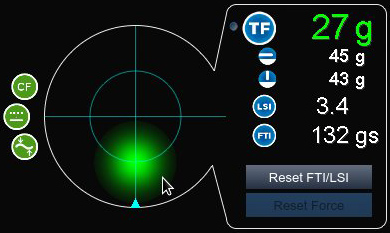 TF 27 g
45 g
43 g
LSI 3.4
FTI 132 gs
CF
Reset FTI/LSI
Reset Force